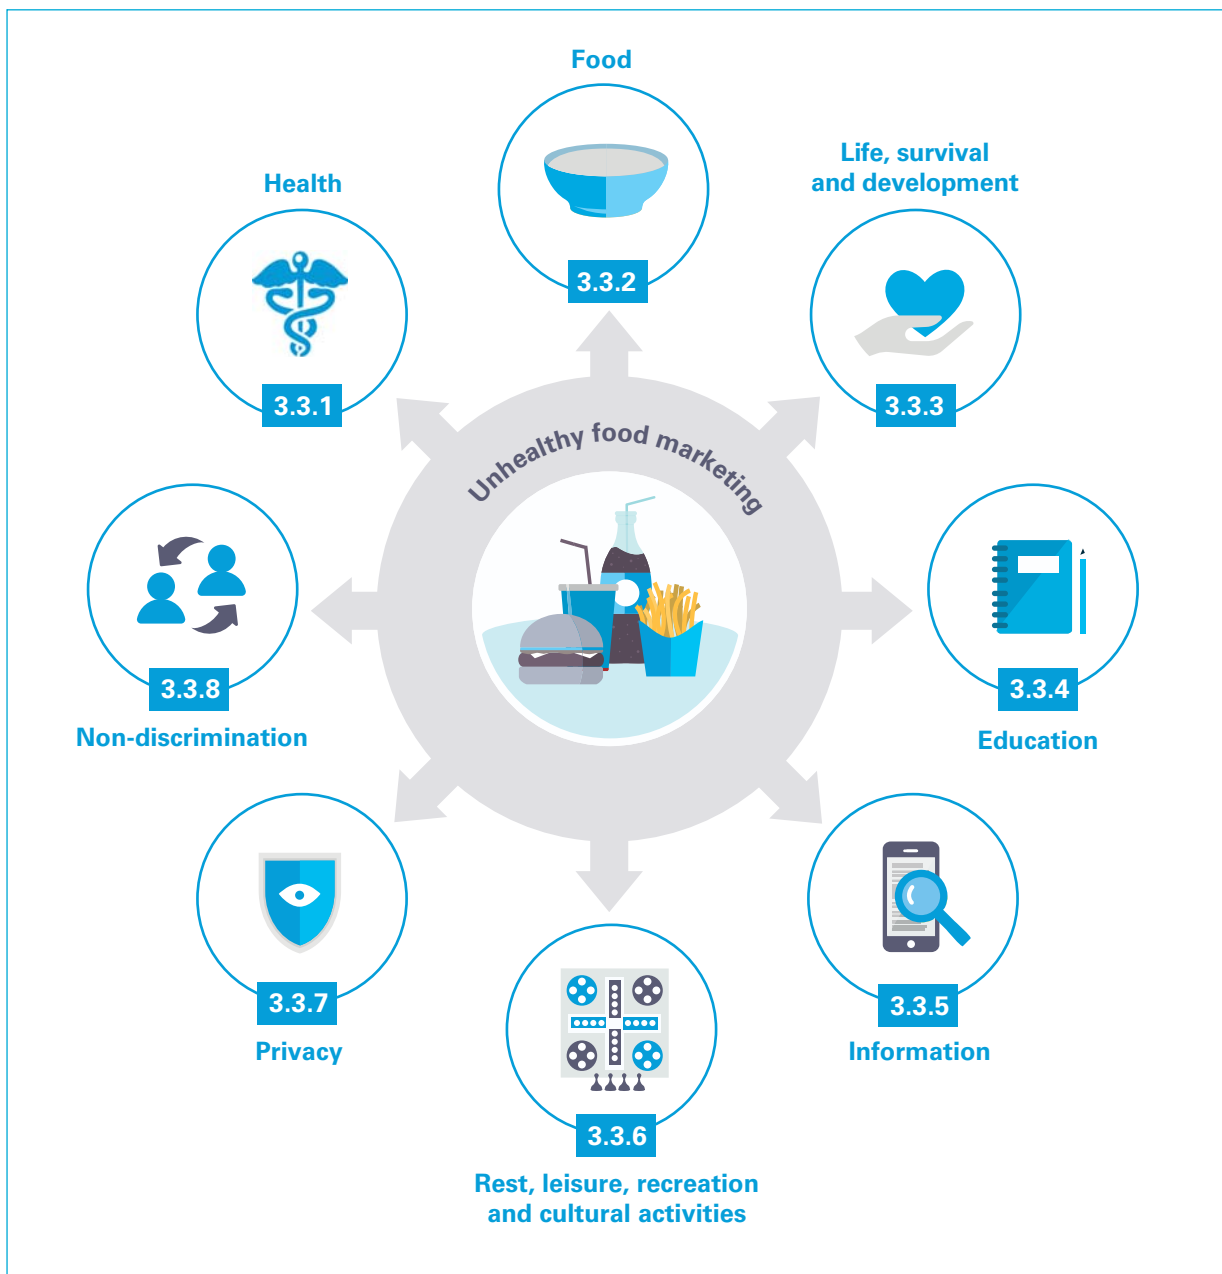 Food
3.3.2
Life, survival
and development
3.3.3
Health
3.3.1
Unhealthy food marketing
3.3.4
Education
3.3.8
Non-discrimination
3.3.5
Information
3.3.7
Privacy
3.3.6
Rest, leisure, recreation
and cultural activities